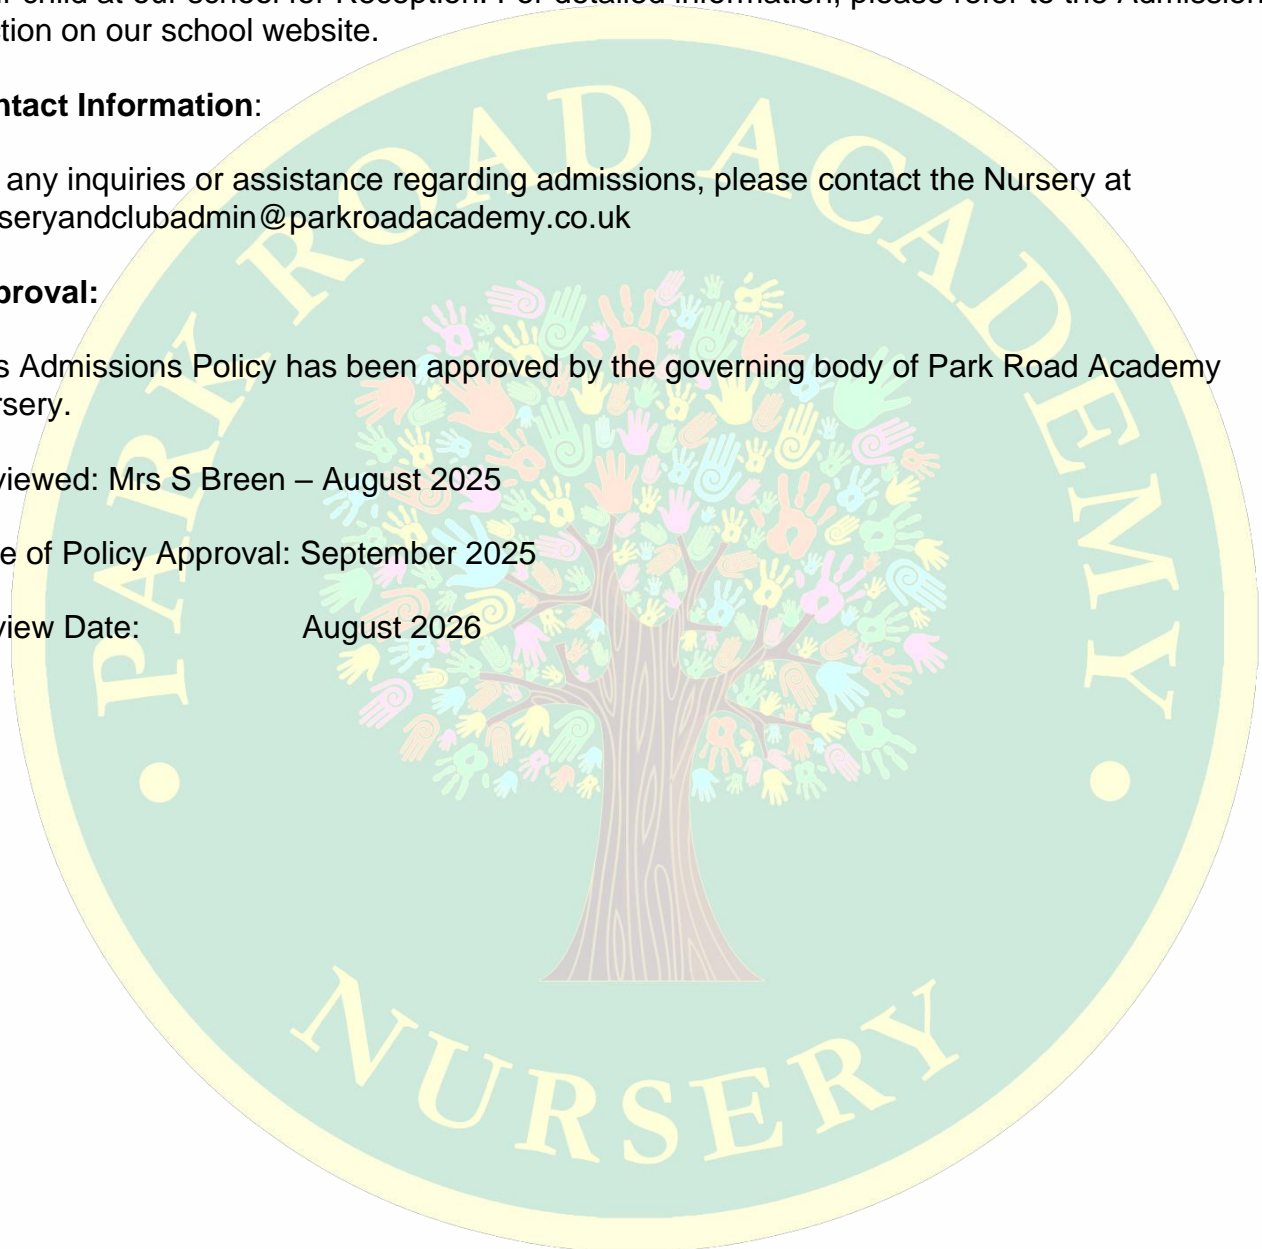 r child at our school for Reception. For detailed information, please refer to the Admission
ction on our school website.
ntact Information:
any inquiries or assistance regarding admissions, please contact the Nursery at
seryandclubadmin@parkroadacademy.co.uk
proval:
s Admissions Policy has been approved by the governing body of Park Road Academy
rsery.
viewed: Mrs S Breen – August 2025
e of Policy Approval: September 2025
view Date: August 2026
PARK ROAD ACADEMY
NURSERY